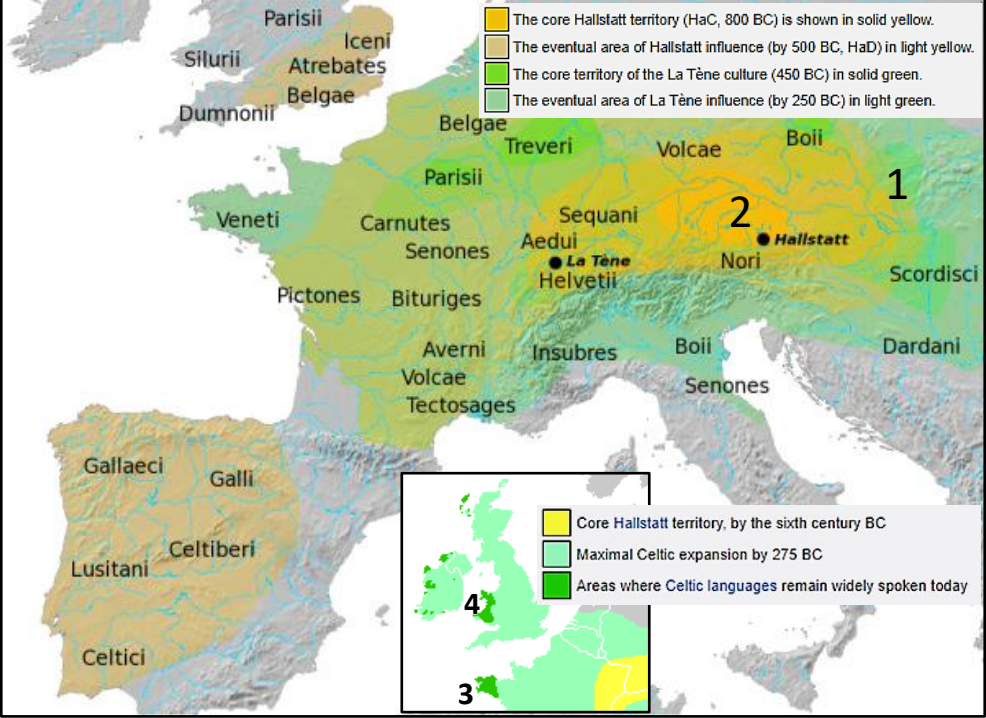 Parisii
Silurii
Iceni
Atrebates
Belgae
Dumnonii
The core Hallstatt territory (HaC, 800 BC) is shown in solid yellow.
The eventual area of Hallstatt influence (by 500 BC, HaD) in light yellow.
The core territory of the La Tène culture (450 BC) in solid green.
The eventual area of La Tène influence (by 250 BC) in light green.
Belgae
Treveri
Volcae
Boii
Parisii
1
Veneti
Carnutes
Sequani
2
Senones
Aedui
Hallstatt
La Tène
Nori
Helvetii
Scordisci
Pictones
Bituriges
Averni
Insubres
Boii
Dardani
Volcae
Tectosages
Senones
Gallaeci
Galli
Celtiberi
Lusitani
Celtici
Core Hallstatt territory, by the sixth century BC
Maximal Celtic expansion by 275 BC
Areas where Celtic languages remain widely spoken today
4
3